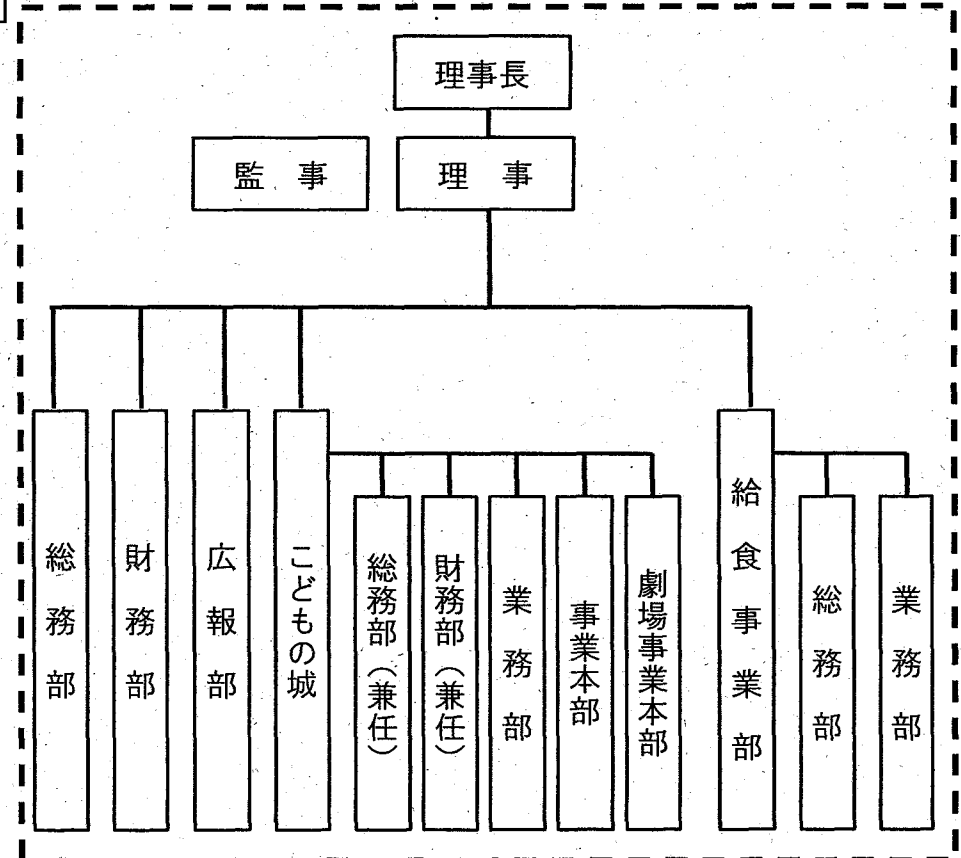 理事長
監 事
理 事
総務部
財務部
広報部
こどもの城
総務部（兼任）
財務部（兼任）
業務部
事業本部
劇場事業本部
給食事業部
総務部
業務部